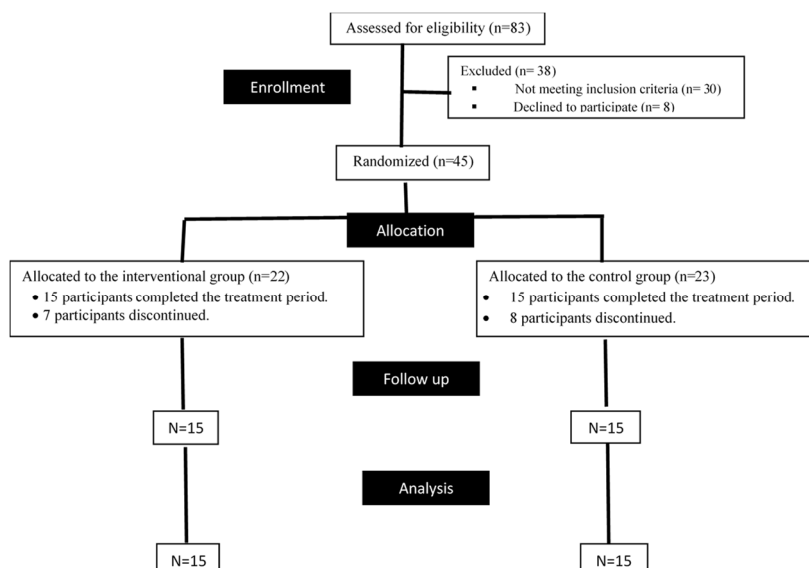 Assessed for eligibility (n=83)
Enrollment
Excluded (n= 38)
▪ Not meeting inclusion criteria (n= 30)
▪ Declined to participate (n= 8)
Randomized (n=45)
Allocation
Allocated to the interventional group (n=22)
• 15 participants completed the treatment period.
• 7 participants discontinued.
Allocated to the control group (n=23)
• 15 participants completed the treatment period.
• 8 participants discontinued.
Follow up
N=15
N=15
Analysis
N=15
N=15